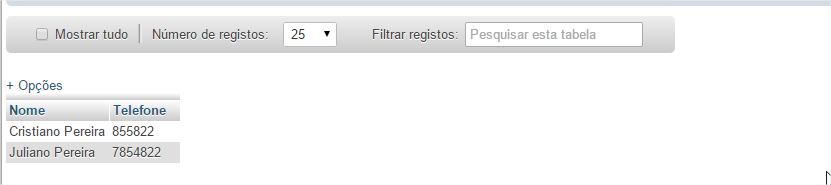 Mostrar tudo Número de registos: 25 Filtrar registos: Pesquisar esta tabela
+ Opções
Nome Telefone
Cristiano Pereira 855822
Juliano Pereira 7854822